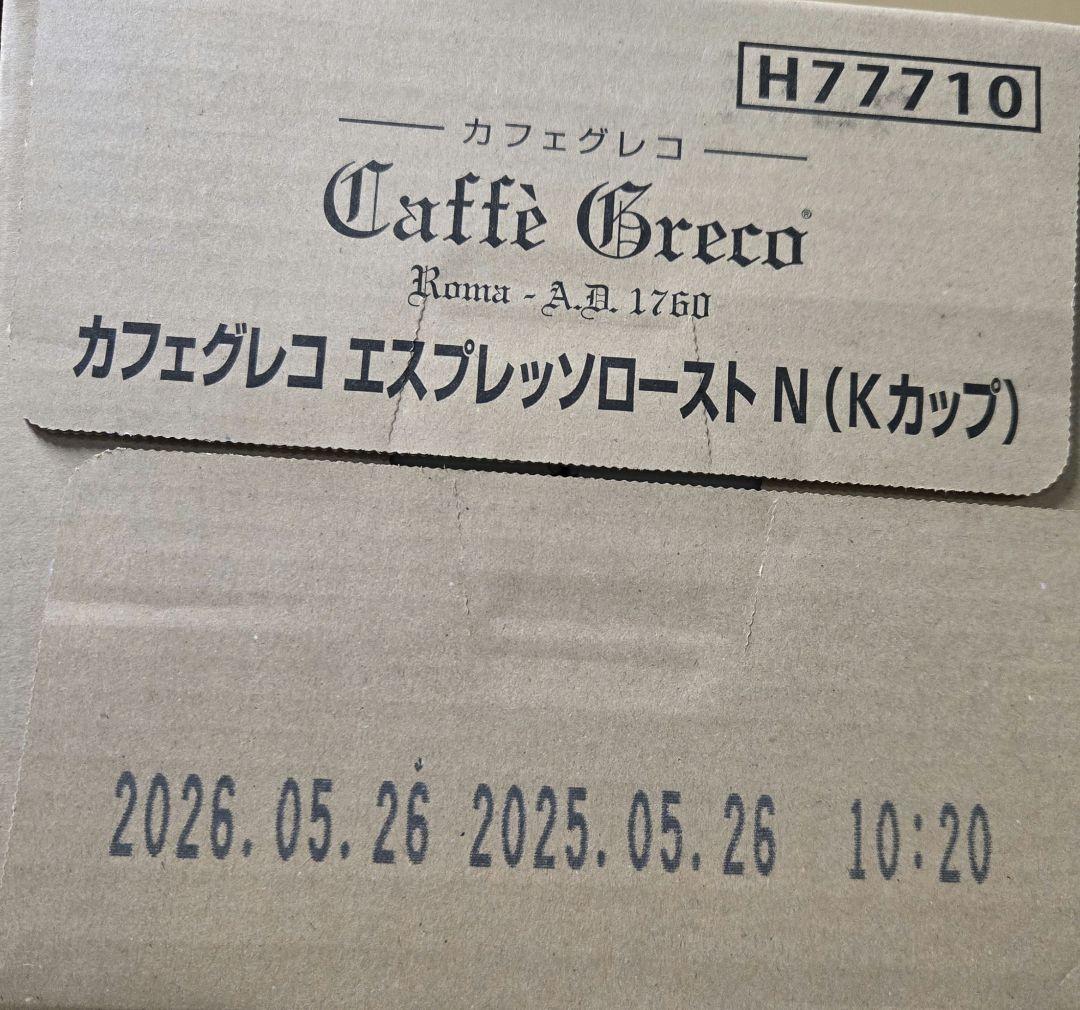 H77710
カフェグレコ
Caffè Greco®
Roma - A.D. 1760
カフェグレコ エスプレッソロースト N (Kカップ)
2026.05.26 2025.05.26 10:20